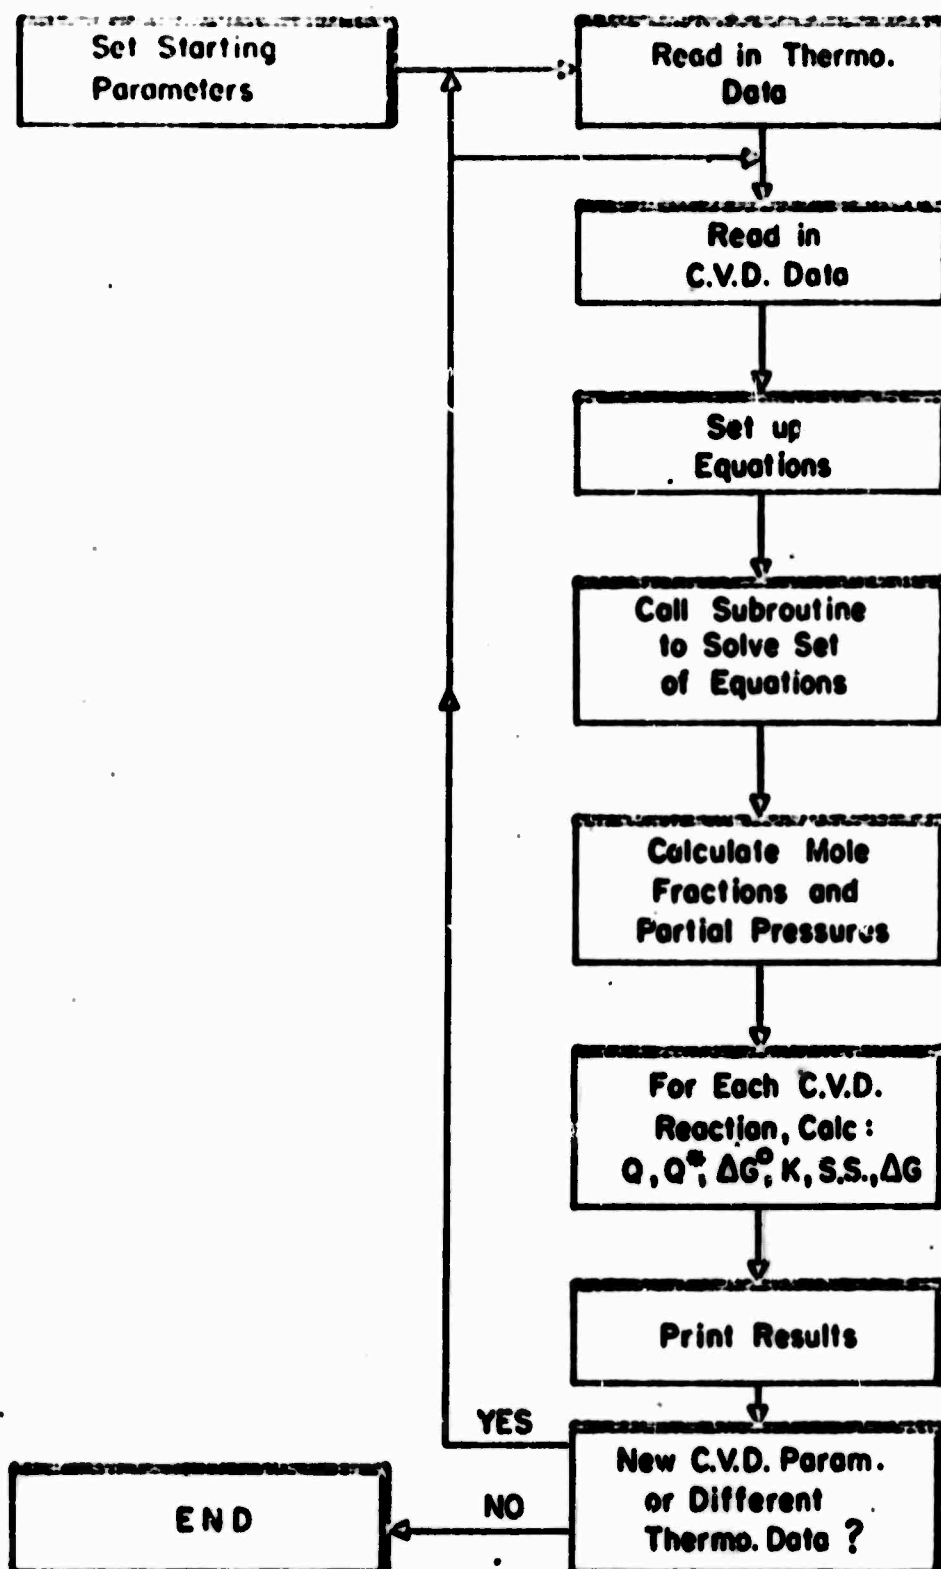 Set Starting
Parameters
Read in Thermo.
Data
Read in
C.V.D. Data
Set up
Equations
Call Subroutine
to Solve Set
of Equations
Calculate Mole
Fractions and
Partial Pressures
For Each C.V.D.
Reaction, Calc:
Q, Q*, ΔG°, K, S.S., ΔG
Print Results
YES
New C.V.D. Param.
or Different
Thermo. Data ?
NO
END